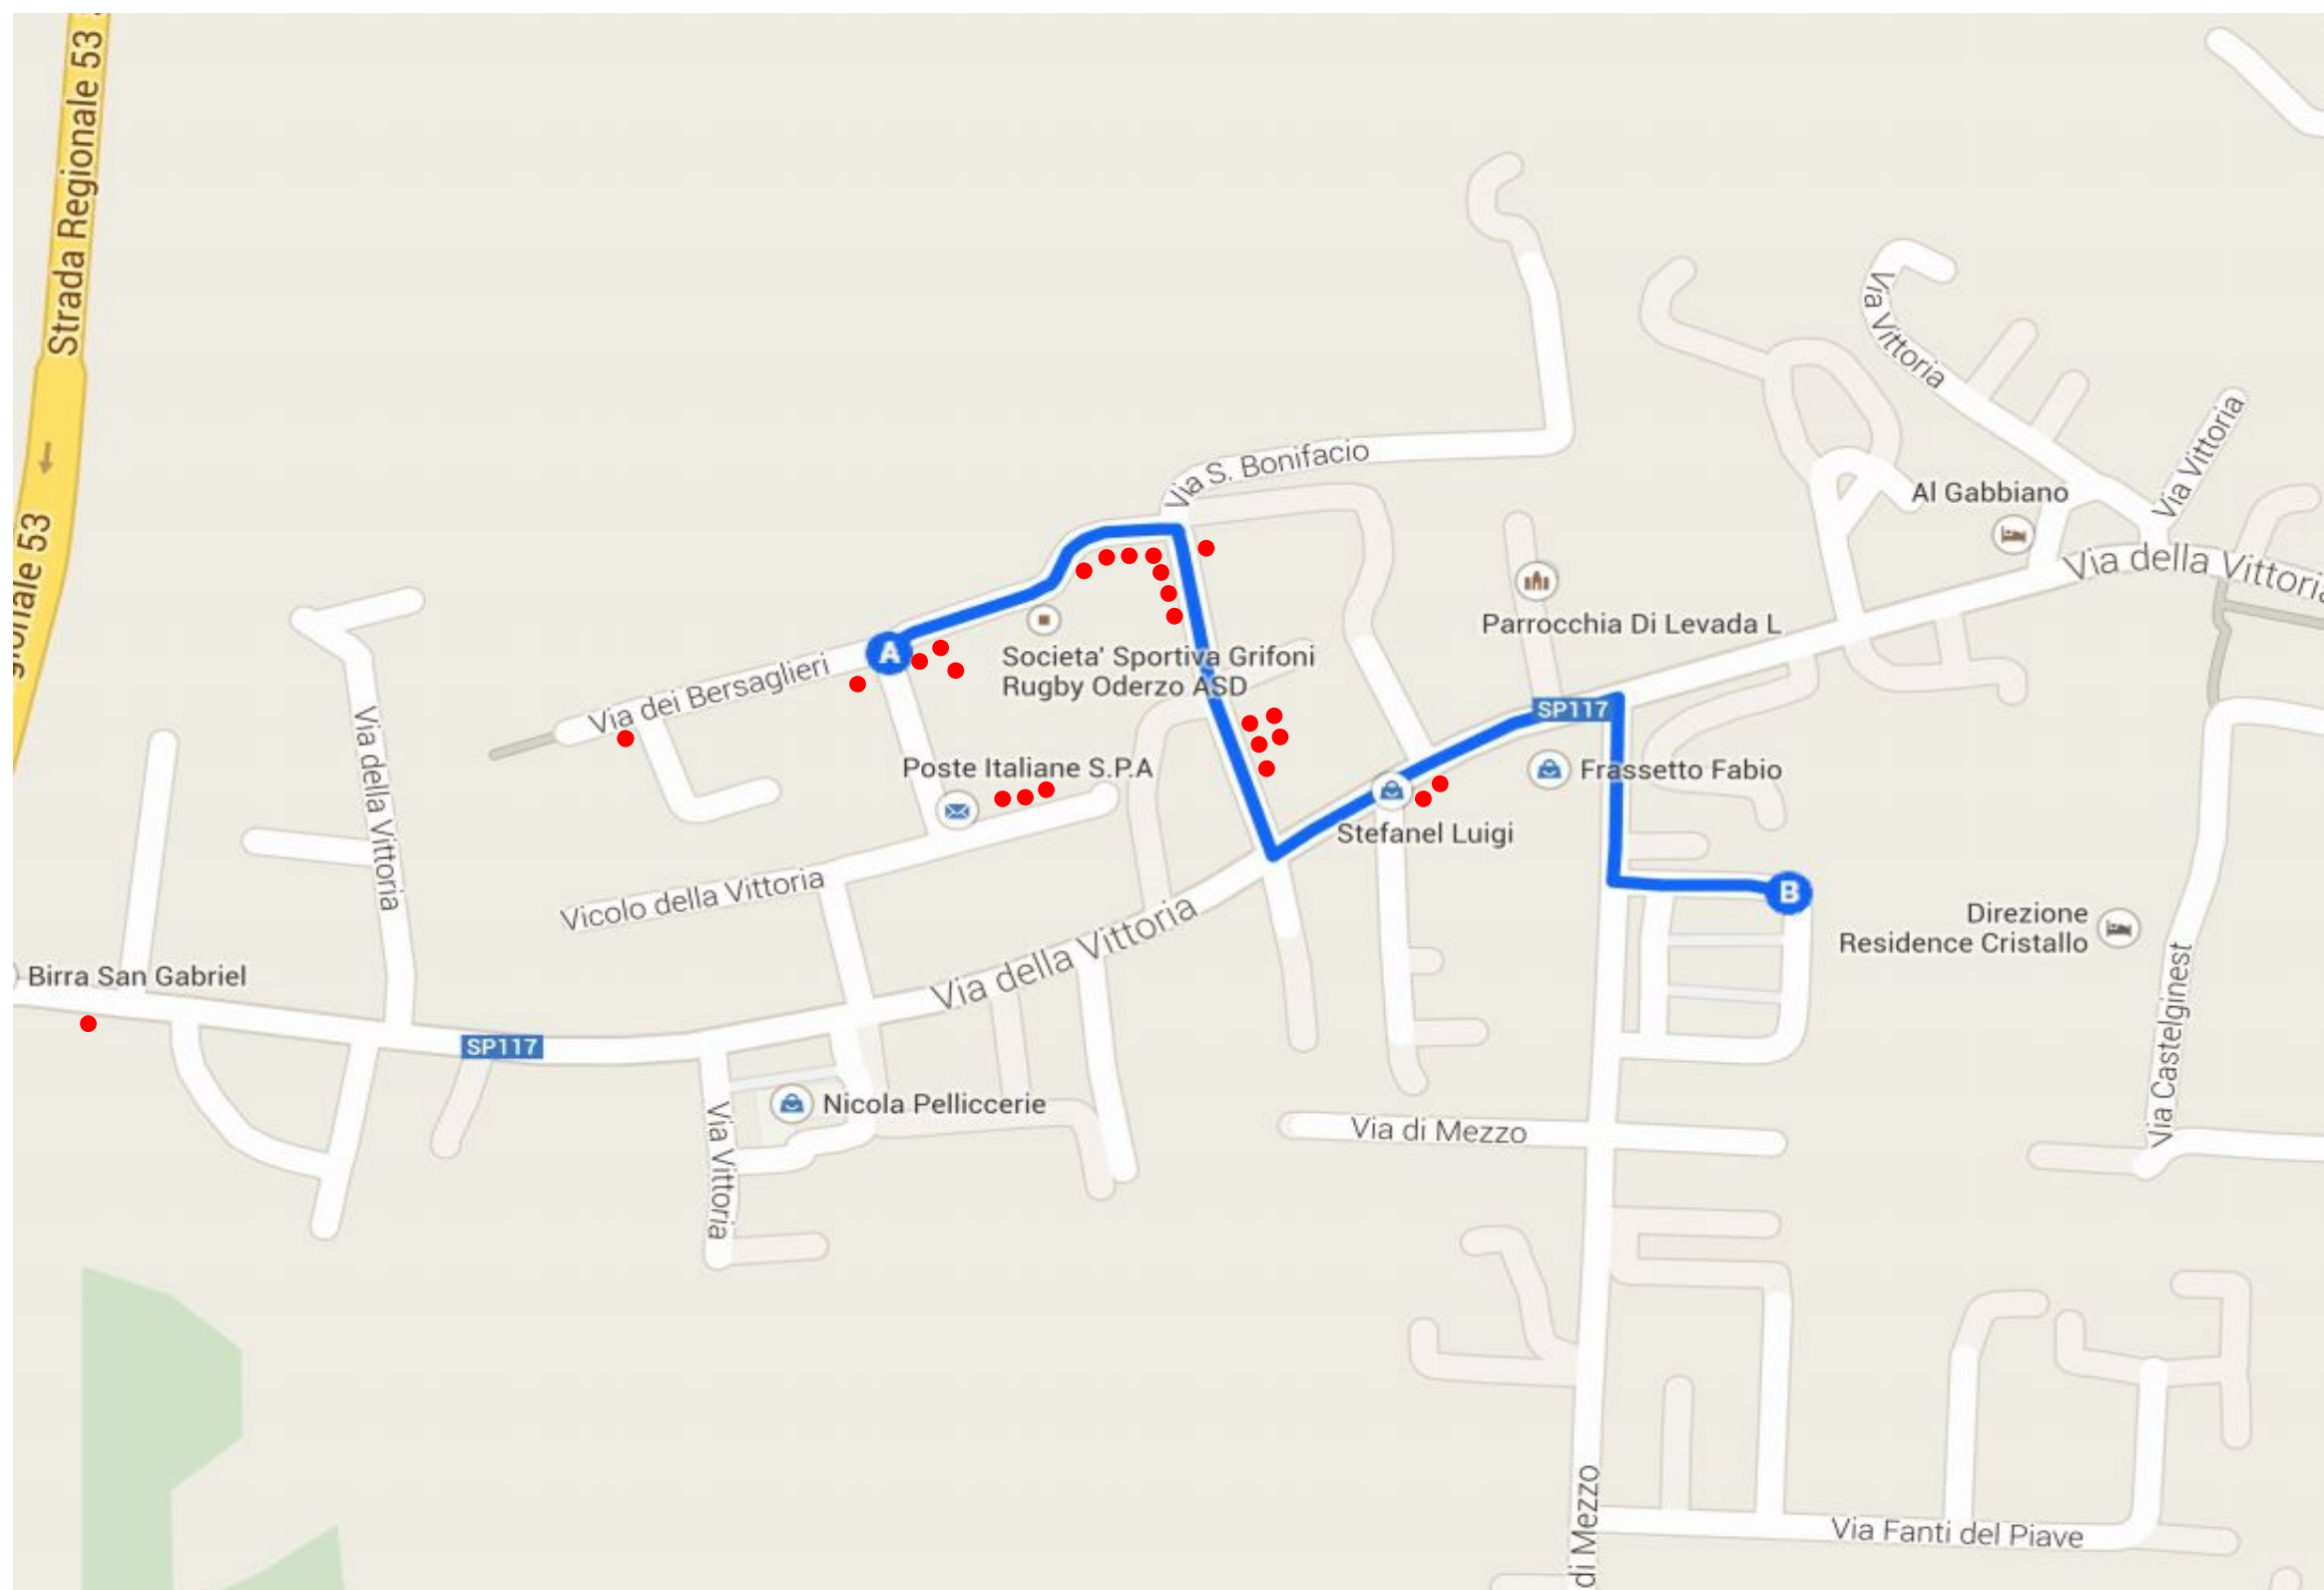 Strada Regionale 53
gionale 53
Via S. Bonifacio
Via Vittoria
Via Vittoria
Al Gabbiano
Via della Vittoria
Parrocchia Di Levada L
A
Via dei Bersaglieri
Societa' Sportiva Grifoni
Rugby Oderzo ASD
SP117
Via della Vittoria
Poste Italiane S.P.A
Frassetto Fabio
Stefanel Luigi
Vicolo della Vittoria
B
Via della Vittoria
Direzione
Residence Cristallo
Birra San Gabriel
SP117
Via Castelginest
Nicola Pelliccerie
Via Vittoria
Via di Mezzo
di Mezzo
Via Fanti del Piave